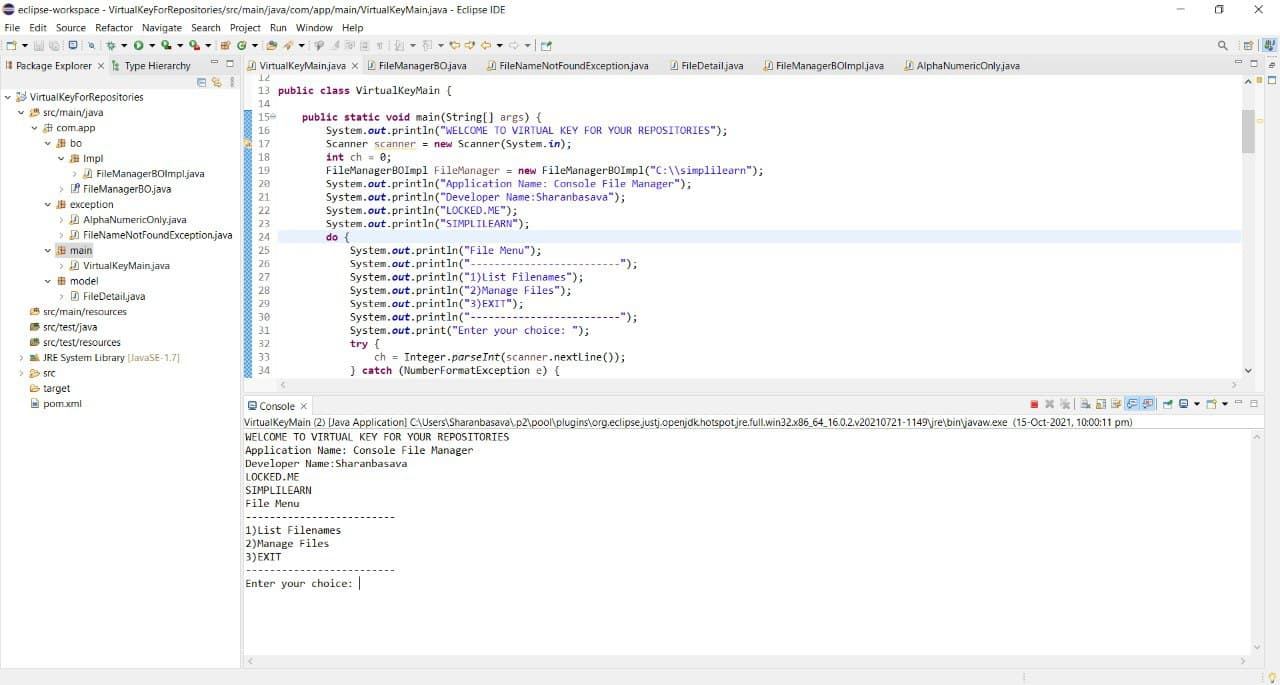 eclipse-workspace - VirtualKeyForRepositories/src/main/java/com/app/main/VirtualKeyMain.java - Eclipse IDE
File Edit Source Refactor Navigate Search Project Run Window Help
Package Explorer Type Hierarchy
VirtualKeyForRepositories
src/main/java
com.app
bo
Impl
FileManagerBOImpl.java
FileManagerBO.java
exception
AlphaNumericOnly.java
FileNameNotFoundException.java
main
VirtualKeyMain.java
model
FileDetail.java
src/main/resources
src/test/java
src/test/resources
JRE System Library [JavaSE-1.7]
src
target
pom.xml
VirtualKeyMain.java FileManagerBO.java FileNameNotFoundException.java FileDetail.java FileManagerBOImpl.java AlphaNumericOnly.java
12
13 public class VirtualKeyMain {
14
15 public static void main(String[] args) {
16 System.out.println("WELCOME TO VIRTUAL KEY FOR YOUR REPOSITORIES");
17 Scanner scanner = new Scanner(System.in);
18 int ch = 0;
19 FileManagerBOImpl FileManager = new FileManagerBOImpl("C:\\simplilearn");
20 System.out.println("Application Name: Console File Manager");
21 System.out.println("Developer Name:Sharanbasava");
22 System.out.println("LOCKED.ME");
23 System.out.println("SIMPLILEARN");
24 do {
25 System.out.println("File Menu");
26 System.out.println("-------------------------");
27 System.out.println("1)List Filenames");
28 System.out.println("2)Manage Files");
29 System.out.println("3)EXIT");
30 System.out.println("-------------------------");
31 System.out.print("Enter your choice: ");
32 try {
33 ch = Integer.parseInt(scanner.nextLine());
34 } catch (NumberFormatException e) {
Console
VirtualKeyMain (2) [Java Application] C:\Users\Sharanbasava\.p2\pool\plugins\org.eclipse.justj.openjdk.hotspot.jre.full.win32.x86_64_16.0.2.v20210721-1149\jre\bin\javaw.exe (15-Oct-2021, 10:00:11 pm)
WELCOME TO VIRTUAL KEY FOR YOUR REPOSITORIES
Application Name: Console File Manager
Developer Name:Sharanbasava
LOCKED.ME
SIMPLILEARN
File Menu
-------------------------
1)List Filenames
2)Manage Files
3)EXIT
-------------------------
Enter your choice: